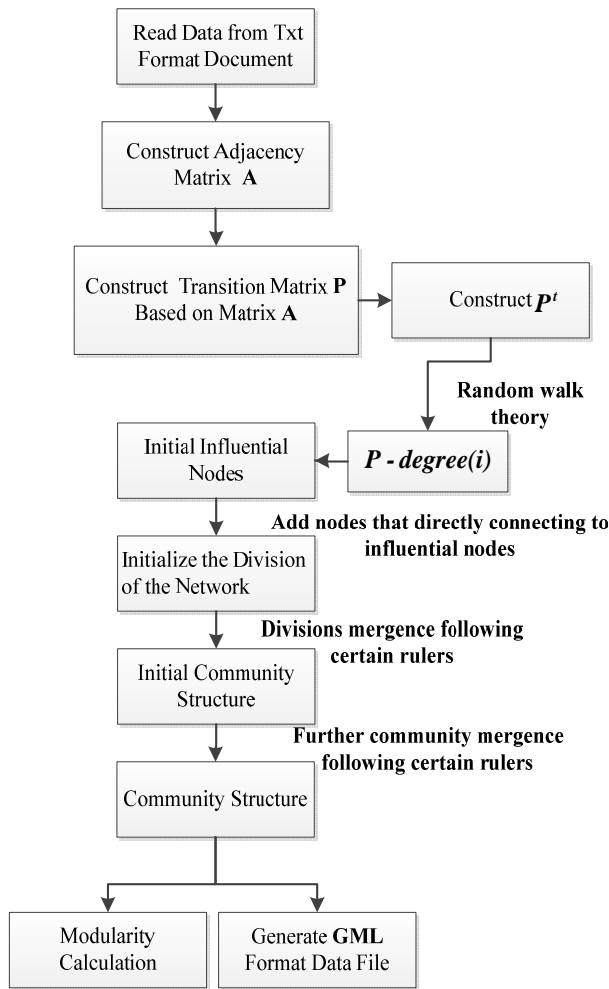 Read Data from Txt
Format Document
Construct Adjacency
Matrix A
Construct Transition Matrix P
Based on Matrix A
Construct P^t
Random walk
theory
P - degree(i)
Initial Influential
Nodes
Add nodes that directly connecting to
influential nodes
Initialize the Division
of the Network
Divisions mergence following
certain rulers
Initial Community
Structure
Further community mergence
following certain rulers
Community Structure
Modularity
Calculation
Generate GML
Format Data File